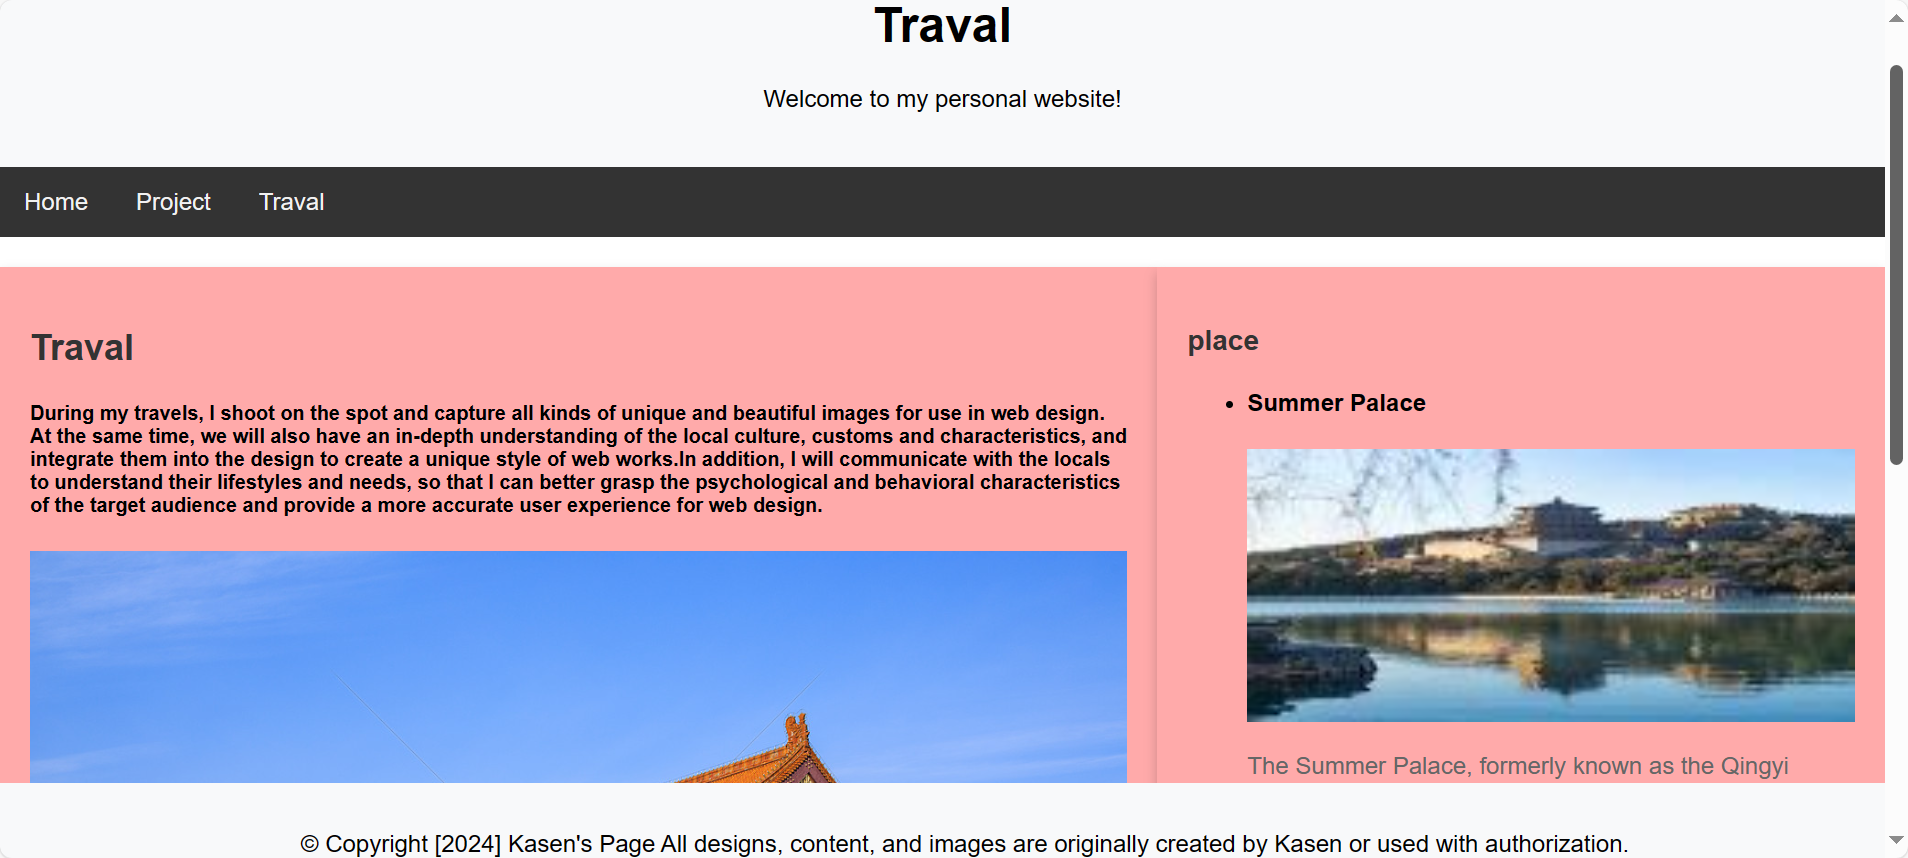 Traval
Welcome to my personal website!
Home Project Traval
Traval
During my travels, I shoot on the spot and capture all kinds of unique and beautiful images for use in web design.
At the same time, we will also have an in-depth understanding of the local culture, customs and characteristics, and
integrate them into the design to create a unique style of web works.In addition, I will communicate with the locals
to understand their lifestyles and needs, so that I can better grasp the psychological and behavioral characteristics
of the target audience and provide a more accurate user experience for web design.
place
Summer Palace
The Summer Palace, formerly known as the Qingyi
© Copyright [2024] Kasen's Page All designs, content, and images are originally created by Kasen or used with authorization.